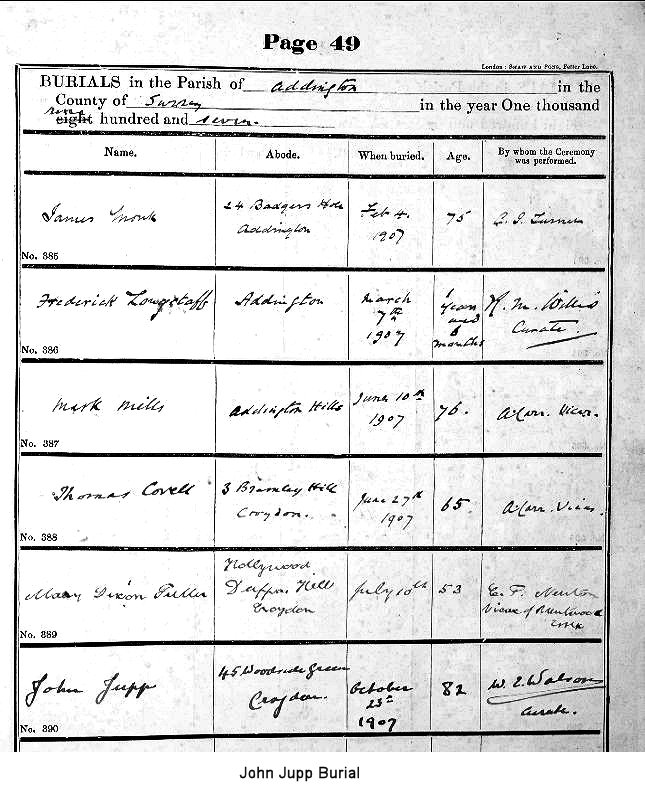 Page 49
London: SHAW AND SONS, Fetter Lane.
BURIALS in the Parish of Addington in the
County of Surrey in the year One thousand
nine
eight hundred and seven.
Name. Abode. When buried. Age. By whom the Ceremony was performed.
James Monk
24 Badgers Hole
Addington
Feb 4.
1907
75
No. 385
Frederick Longstaff
Addington
March
7th
1907
1
year
and
8
months
K. M. Willis
Curate.
No. 386
Mark Mills
Addington Hills
June 10th
1907
76.
A Carr. Vicar.
No. 387
Thomas Covell
3 Bramley Hill
Croydon.
June 27th
1907
65.
A Carr. Vicar.
No. 388
Mary Dixon Fuller
Hollywood
Hill
Croydon
July 10th
53
E. F. Newton
Vicar of Brentwood
Essex
No. 389
John Jupp
45 Woodside Green
Croydon.
October
23rd
1907
82
W. E. Watson
Curate.
No. 390
John Jupp Burial